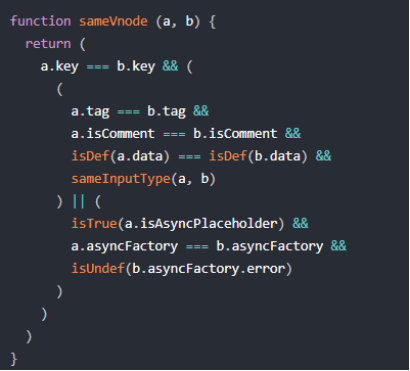 function sameVnode (a, b) {
  return (
    a.key === b.key && (
      (
        a.tag === b.tag &&
        a.isComment === b.isComment &&
        isDef(a.data) === isDef(b.data) &&
        sameInputType(a, b)
      ) || (
        isTrue(a.isAsyncPlaceholder) &&
        a.asyncFactory === b.asyncFactory &&
        isUndef(b.asyncFactory.error)
      )
    )
  )
}